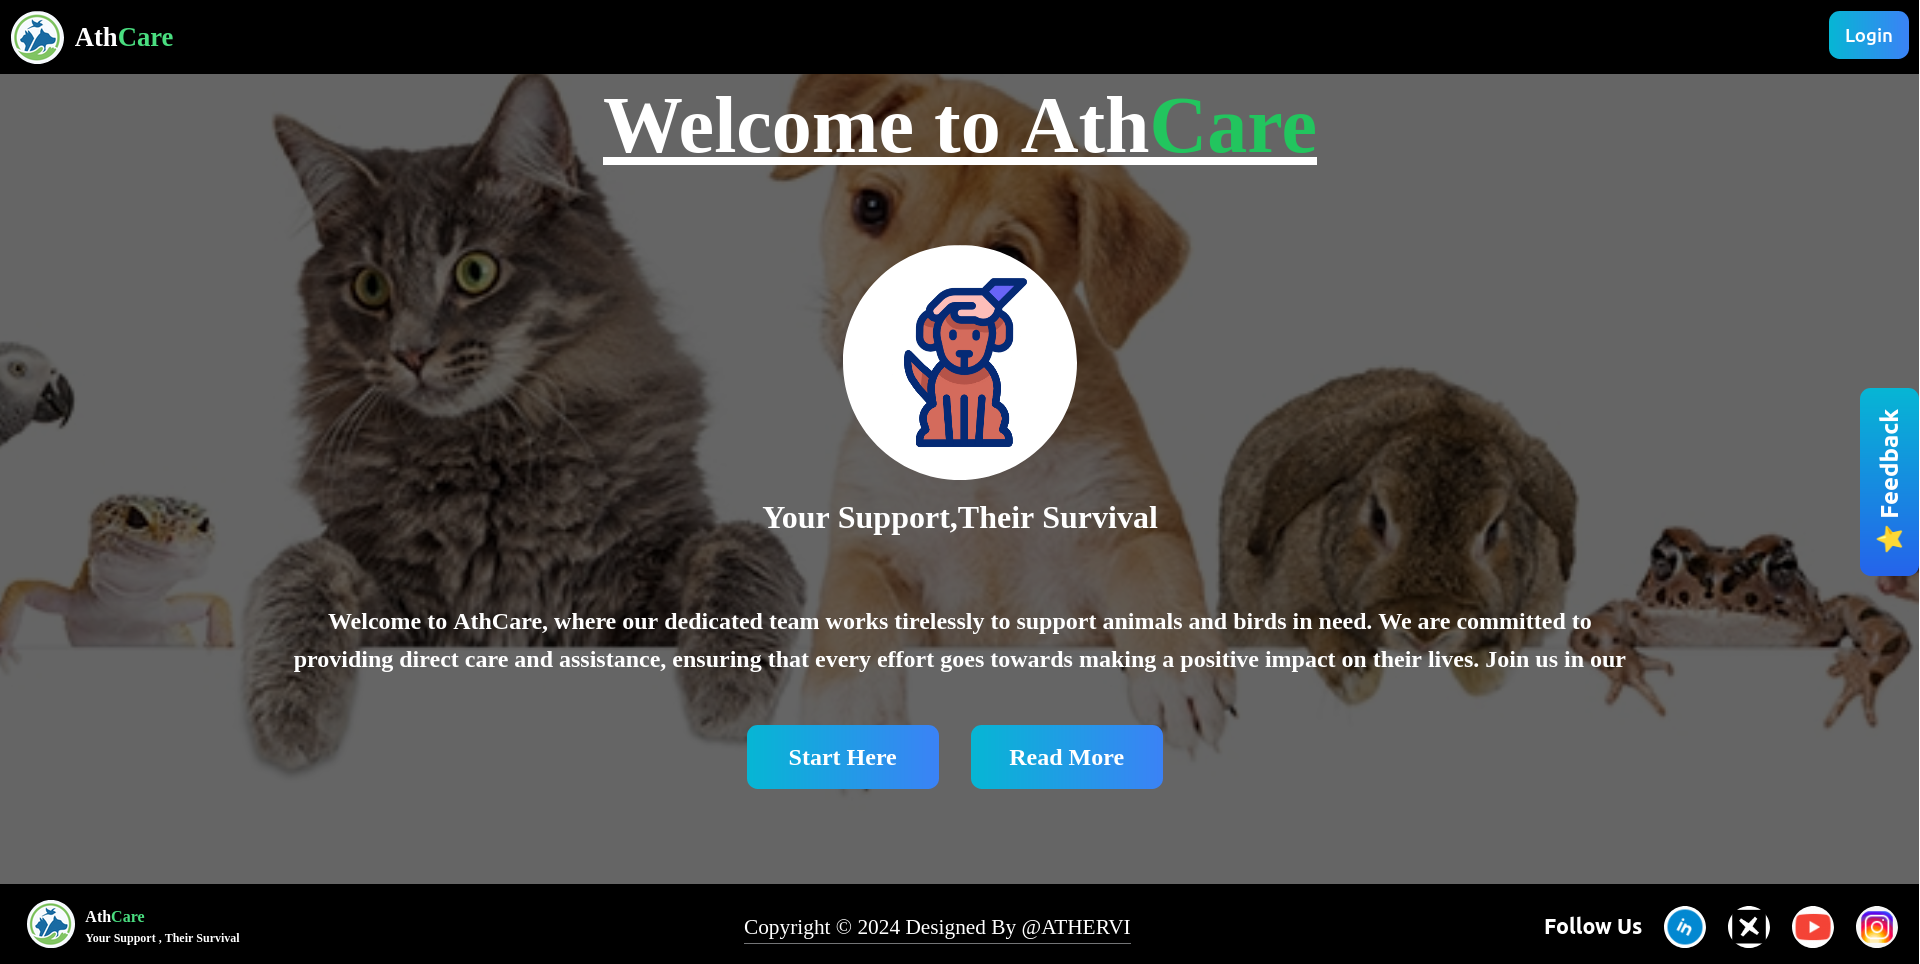 AthCare
Login
Welcome to AthCare
Your Support,Their Survival
Feedback
Welcome to AthCare, where our dedicated team works tirelessly to support animals and birds in need. We are committed to
providing direct care and assistance, ensuring that every effort goes towards making a positive impact on their lives. Join us in our
Start Here
Read More
AthCare
Your Support , Their Survival
Copyright © 2024 Designed By @ATHERVI
Follow Us
in